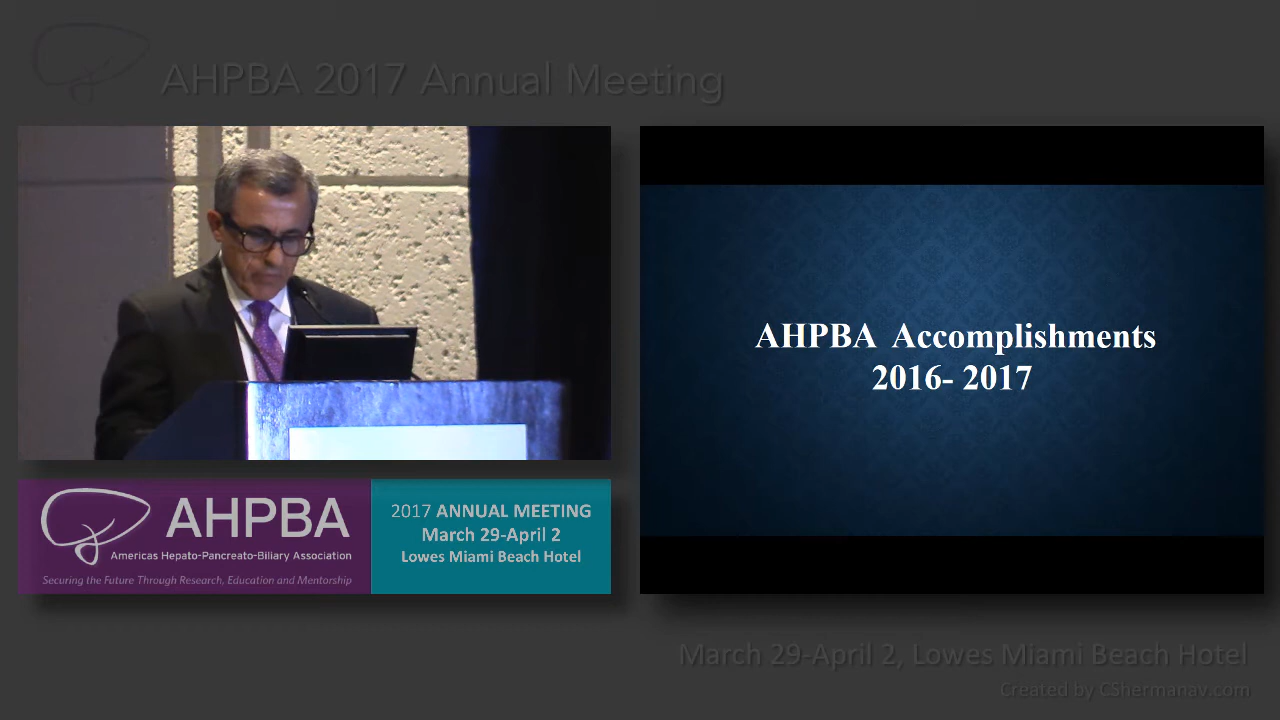 AHPBA 2017 Annual Meeting
AHPBA Accomplishments
2016- 2017
AHPBA
Americas Hepato-Pancreato-Biliary Association
Securing the Future Through Research, Education and Mentorship
2017 ANNUAL MEETING
March 29-April 2
Lowes Miami Beach Hotel
March 29-April 2, Lowes Miami Beach Hotel
Created by CShermanav.com